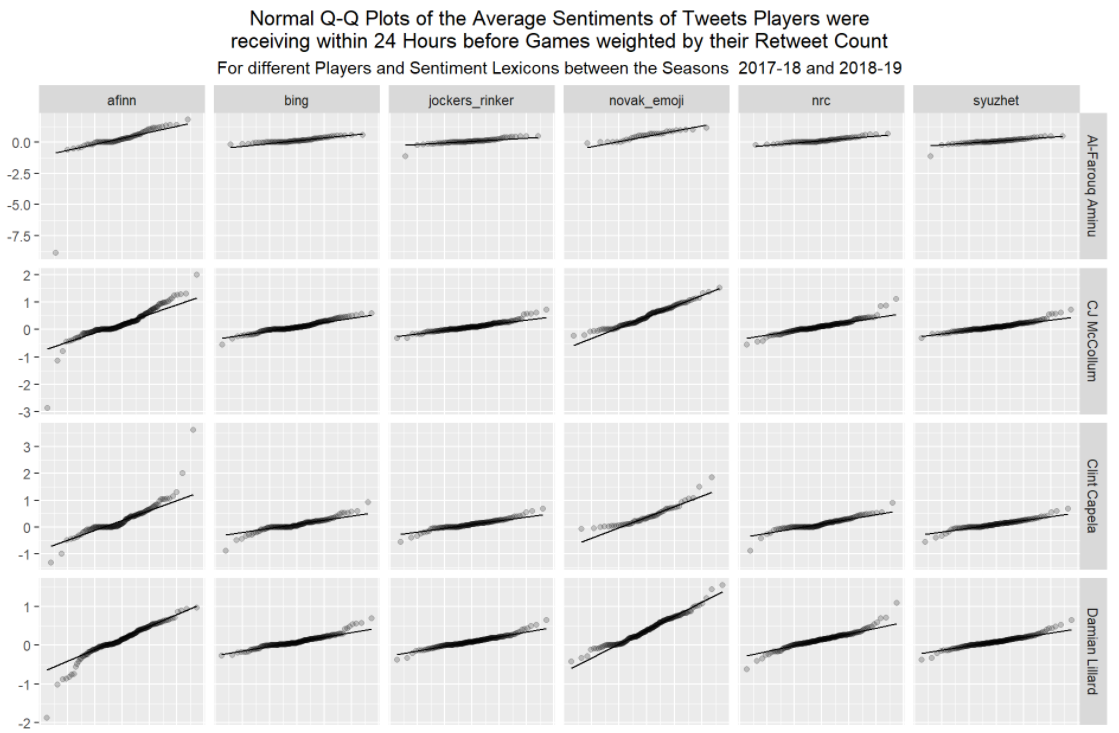 Normal Q-Q Plots of the Average Sentiments of Tweets Players were
receiving within 24 Hours before Games weighted by their Retweet Count
For different Players and Sentiment Lexicons between the Seasons 2017-18 and 2018-19
afinn
bing
jockers_rinker
novak_emoji
nrc
syuzhet
0.0
-2.5
-5.0
-7.5
Al-Farouq Aminu
2
1
0
-1
-2
-3
CJ McCollum
3
2
1
0
-1
Clint Capela
1
0
-1
-2
Damian Lillard